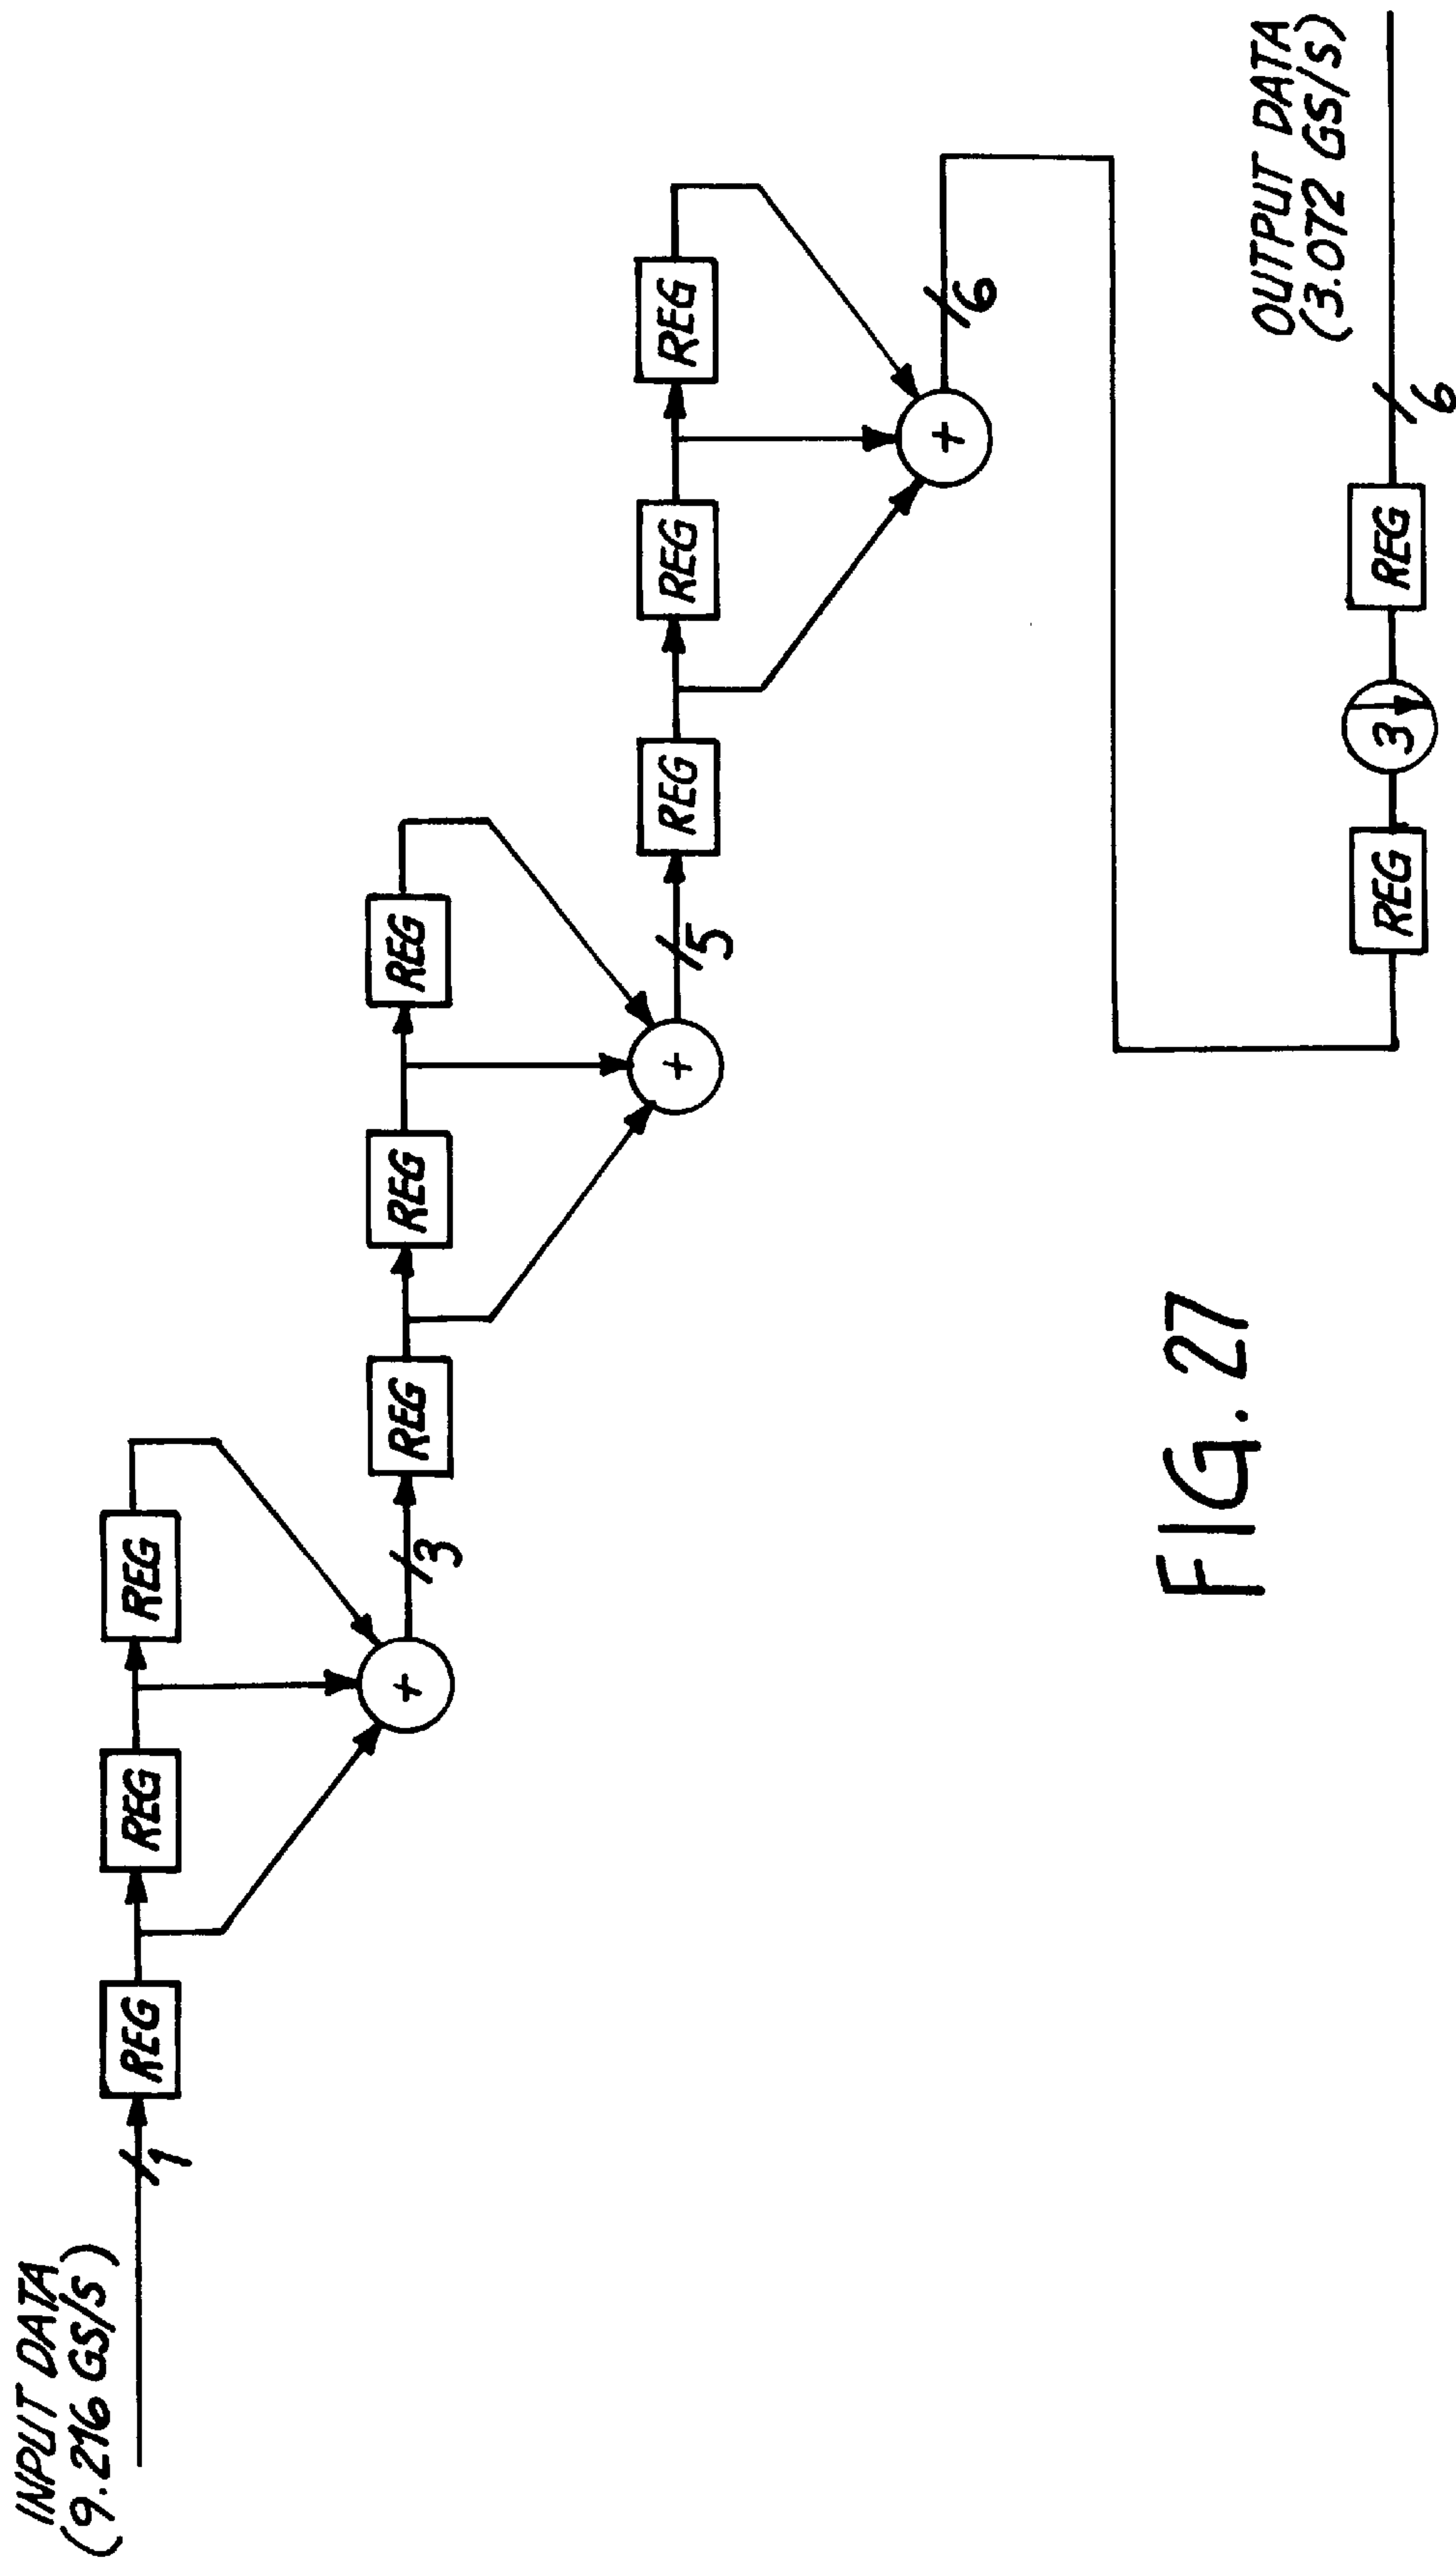 INPUT DATA
(9.216 GS/S)
1
REG
REG
REG
+
3
REG
REG
REG
+
5
REG
REG
REG
+
6
REG
3
REG
6
OUTPUT DATA
(3.072 GS/S)
FIG. 27